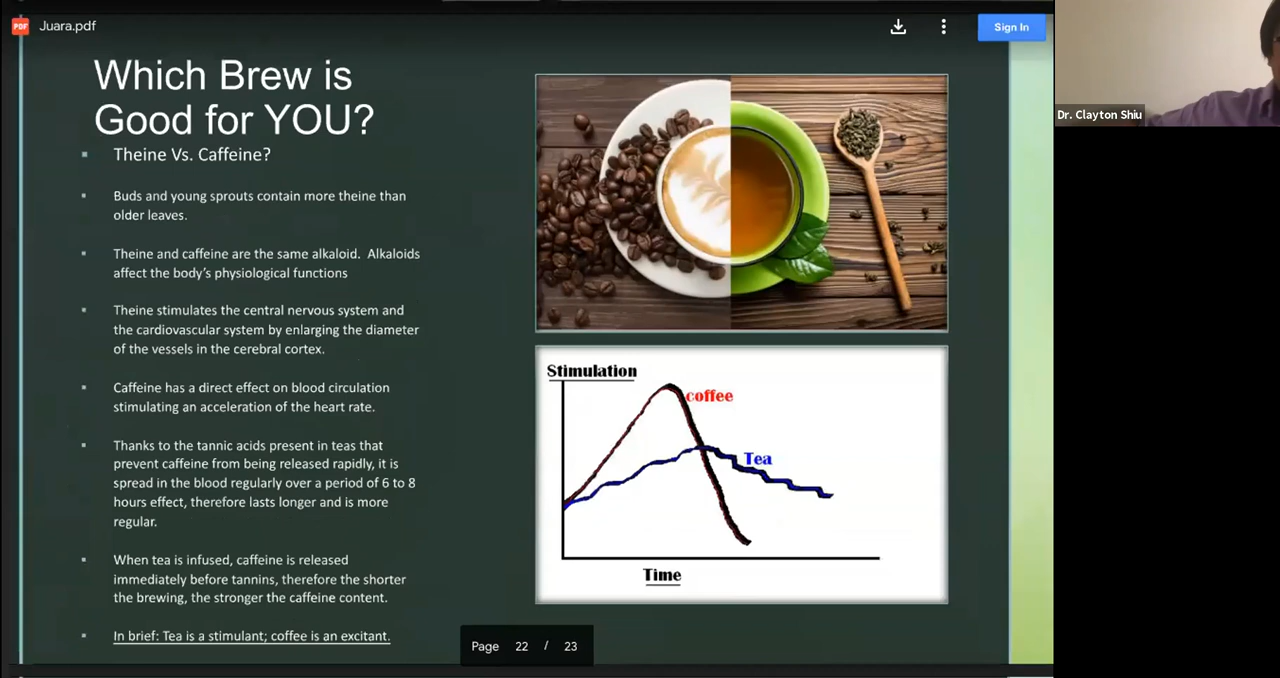 Juara.pdf
Sign In
Dr. Clayton Shiu
Which Brew is
Good for YOU?
Theine Vs. Caffeine?
Buds and young sprouts contain more theine than
older leaves.
Theine and caffeine are the same alkaloid.  Alkaloids
affect the body's physiological functions
Theine stimulates the central nervous system and
the cardiovascular system by enlarging the diameter
of the vessels in the cerebral cortex.
Caffeine has a direct effect on blood circulation
stimulating an acceleration of the heart rate.
Thanks to the tannic acids present in teas that
prevent caffeine from being released rapidly, it is
spread in the blood regularly over a period of 6 to 8
hours effect, therefore lasts longer and is more
regular.
When tea is infused, caffeine is released
immediately before tannins, therefore the shorter
the brewing, the stronger the caffeine content.
In brief: Tea is a stimulant; coffee is an excitant.
Stimulation
coffee
Tea
Time
Page 22 / 23